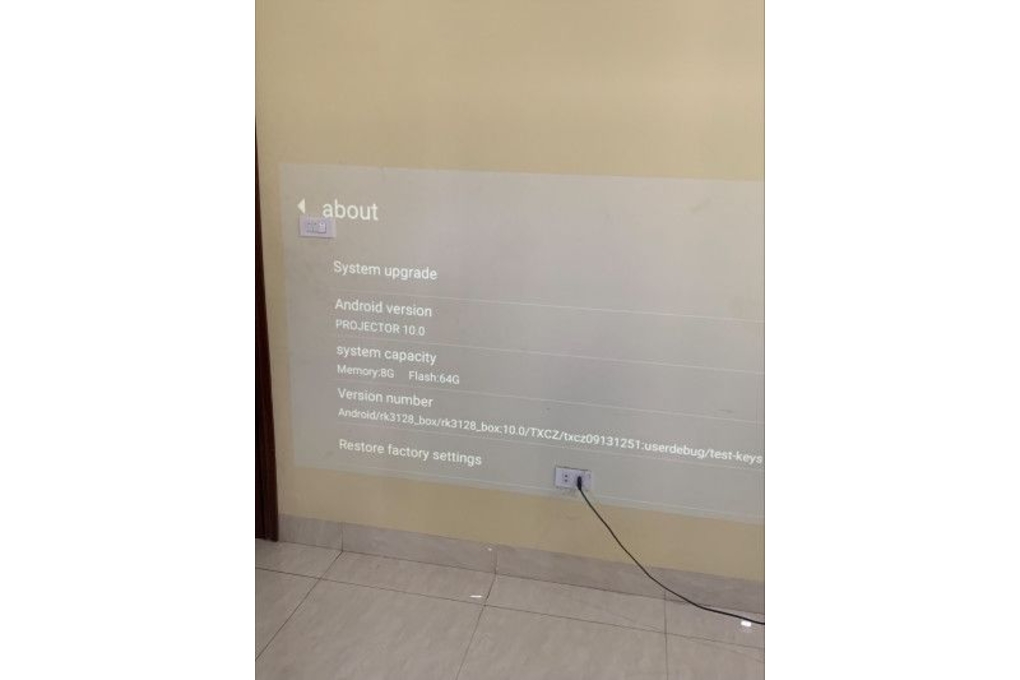 about
System upgrade
Android version
PROJECTOR 10.0
system capacity
Memory:8G Flash:64G
Version number
Android/rk3128_box/rk3128_box:10.0/TXCZ/txcz09131251:userdebug/test-keys
Restore factory settings